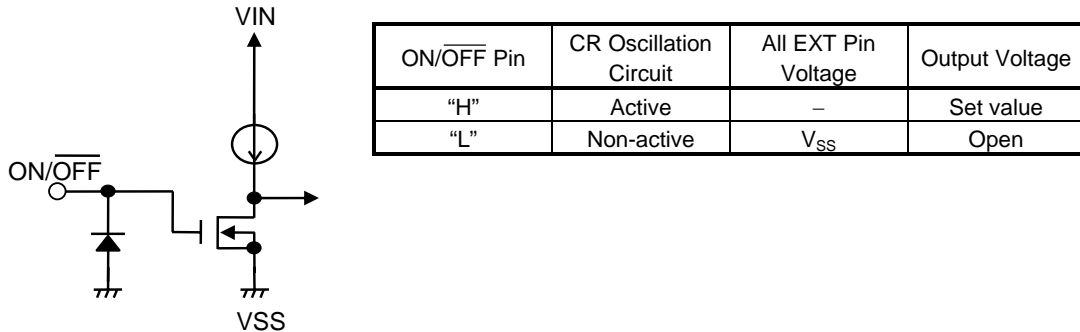 VIN
ON/OFF
VSS
ON/OFF Pin CR Oscillation Circuit All EXT Pin Voltage Output Voltage
“H” Active – Set value
“L” Non-active VSS Open